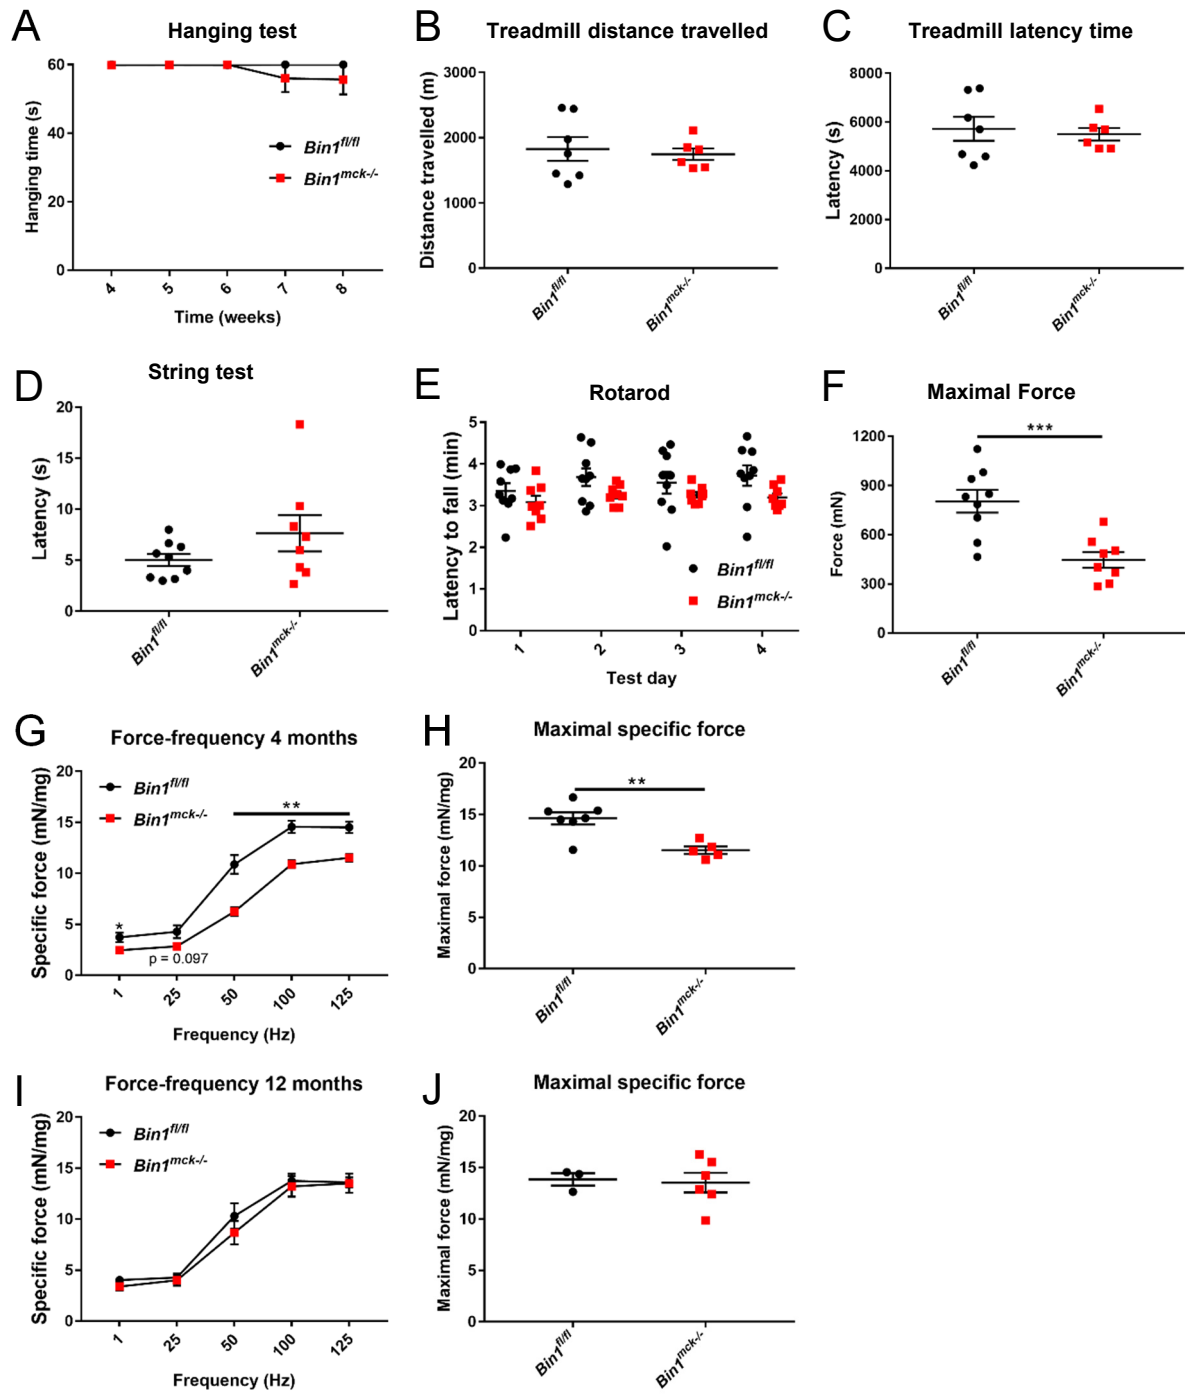 A
Hanging test
Hanging time (s)
60
40
20
0
Bin1fl/fl
Bin1mck-/-
4 5 6 7 8
Time (weeks)
B
Treadmill distance travelled
Distance travelled (m)
3000
2000
1000
0
Bin1fl/fl
Bin1mck-/-
C
Treadmill latency time
Latency (s)
8000
6000
4000
2000
0
Bin1fl/fl
Bin1mck-/-
D
String test
Latency (s)
20
15
10
5
0
Bin1fl/fl
Bin1mck-/-
E
Rotarod
Latency to fall (min)
5
4
3
2
1
0
Bin1fl/fl
Bin1mck-/-
1 2 3 4
Test day
F
Maximal Force
Force (mN)
1200
900
600
300
0
***
Bin1fl/fl
Bin1mck-/-
G
Force-frequency 4 months
Specific force (mN/mg)
20
15
10
5
0
Bin1fl/fl
Bin1mck-/-
**
*
p = 0.097
1 25 50 100 125
Frequency (Hz)
H
Maximal specific force
Maximal force (mN/mg)
20
15
10
5
0
**
Bin1fl/fl
Bin1mck-/-
I
Force-frequency 12 months
Specific force (mN/mg)
20
15
10
5
0
Bin1fl/fl
Bin1mck-/-
1 25 50 100 125
Frequency (Hz)
J
Maximal specific force
Maximal force (mN/mg)
20
15
10
5
0
Bin1fl/fl
Bin1mck-/-